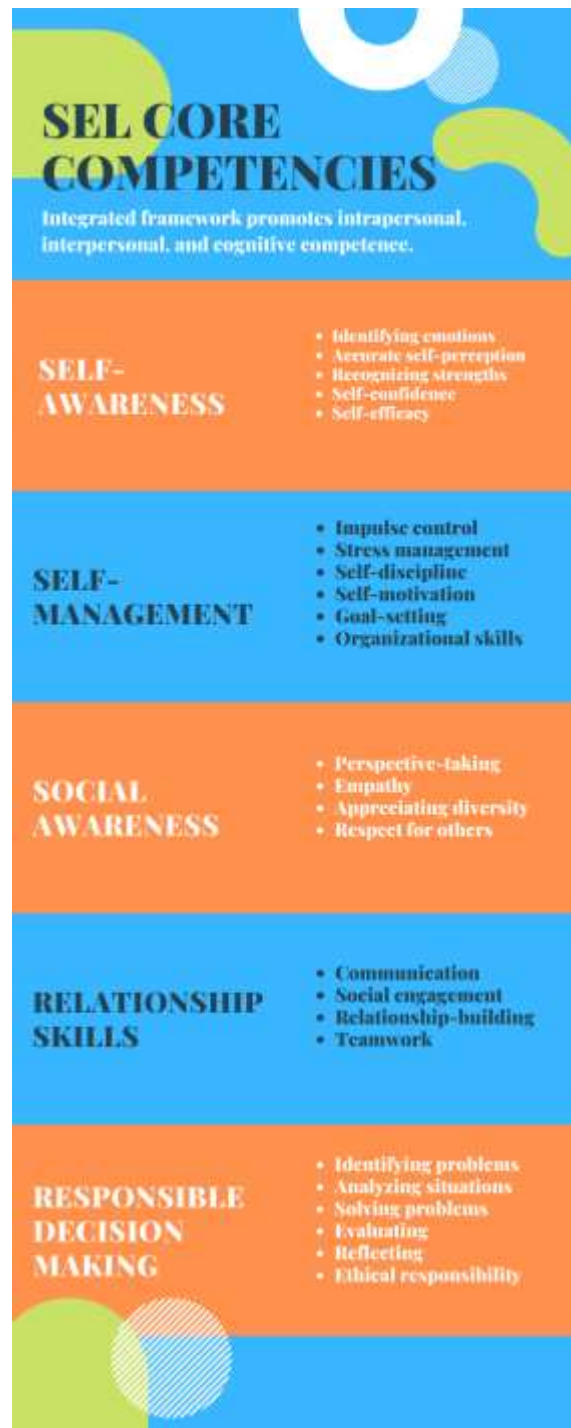 SEL CORE
COMPETENCIES
Integrated framework promotes intrapersonal,
interpersonal, and cognitive competence.
SELF-
AWARENESS
• Identifying emotions
• Accurate self-perception
• Recognizing strengths
• Self-confidence
• Self-efficacy
SELF-
MANAGEMENT
• Impulse control
• Stress management
• Self-discipline
• Self-motivation
• Goal-setting
• Organizational skills
SOCIAL
AWARENESS
• Perspective-taking
• Empathy
• Appreciating diversity
• Respect for others
RELATIONSHIP
SKILLS
• Communication
• Social engagement
• Relationship-building
• Teamwork
RESPONSIBLE
DECISION
MAKING
• Identifying problems
• Analyzing situations
• Solving problems
• Evaluating
• Reflecting
• Ethical responsibility